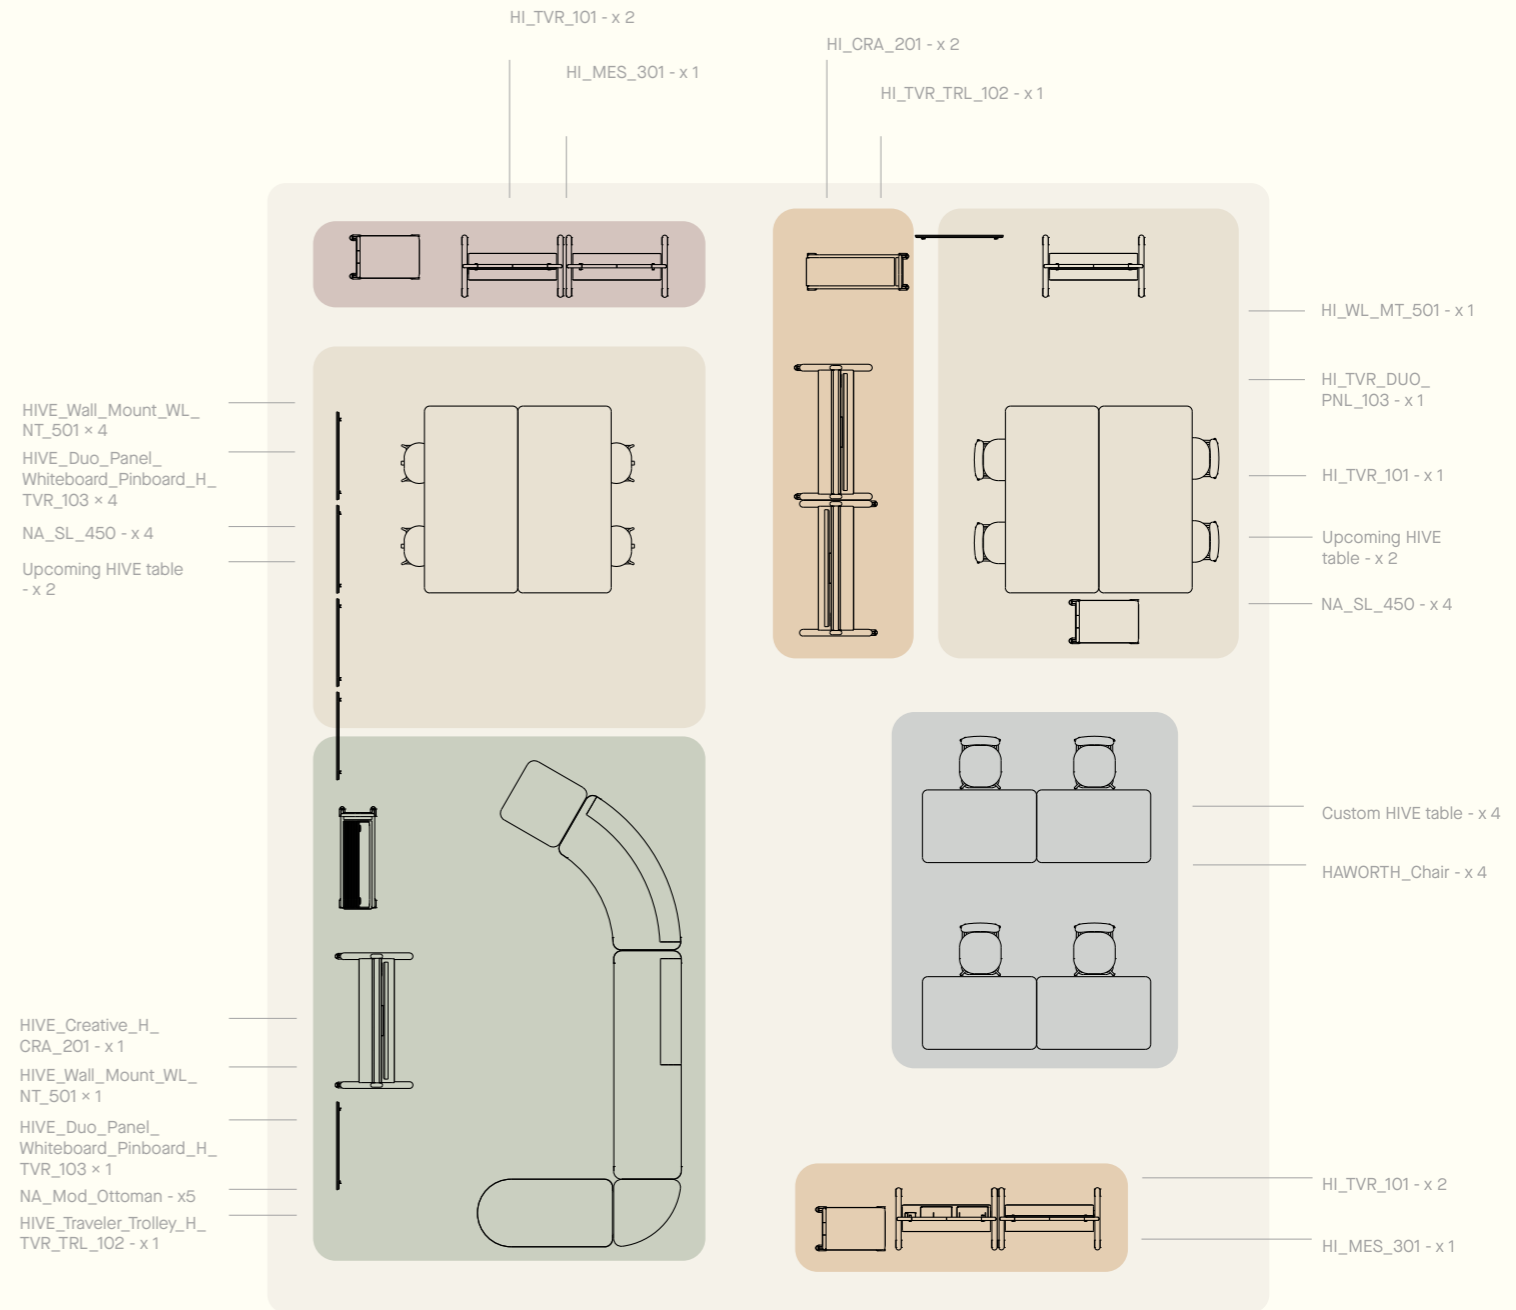 HI_TVR_101 - x 2
HI_MES_301 - x 1
HI_CRA_201 - x 2
HI_TVR_TRL_102 - x 1
HIVE_Wall_Mount_WL_
NT_501 × 4
HIVE_Duo_Panel_
Whiteboard_Pinboard_H_
TVR_103 × 4
NA_SL_450 - x 4
Upcoming HIVE table
- x 2
HIVE_Creative_H_
CRA_201 - x 1
HIVE_Wall_Mount_WL_
NT_501 × 1
HIVE_Duo_Panel_
Whiteboard_Pinboard_H_
TVR_103 × 1
NA_Mod_Ottoman - x5
HIVE_Traveler_Trolley_H_
TVR_TRL_102 - x 1
HI_WL_MT_501 - x 1
HI_TVR_DUO_
PNL_103 - x 1
HI_TVR_101 - x 1
Upcoming HIVE
table - x 2
NA_SL_450 - x 4
Custom HIVE table - x 4
HAWORTH_Chair - x 4
HI_TVR_101 - x 2
HI_MES_301 - x 1